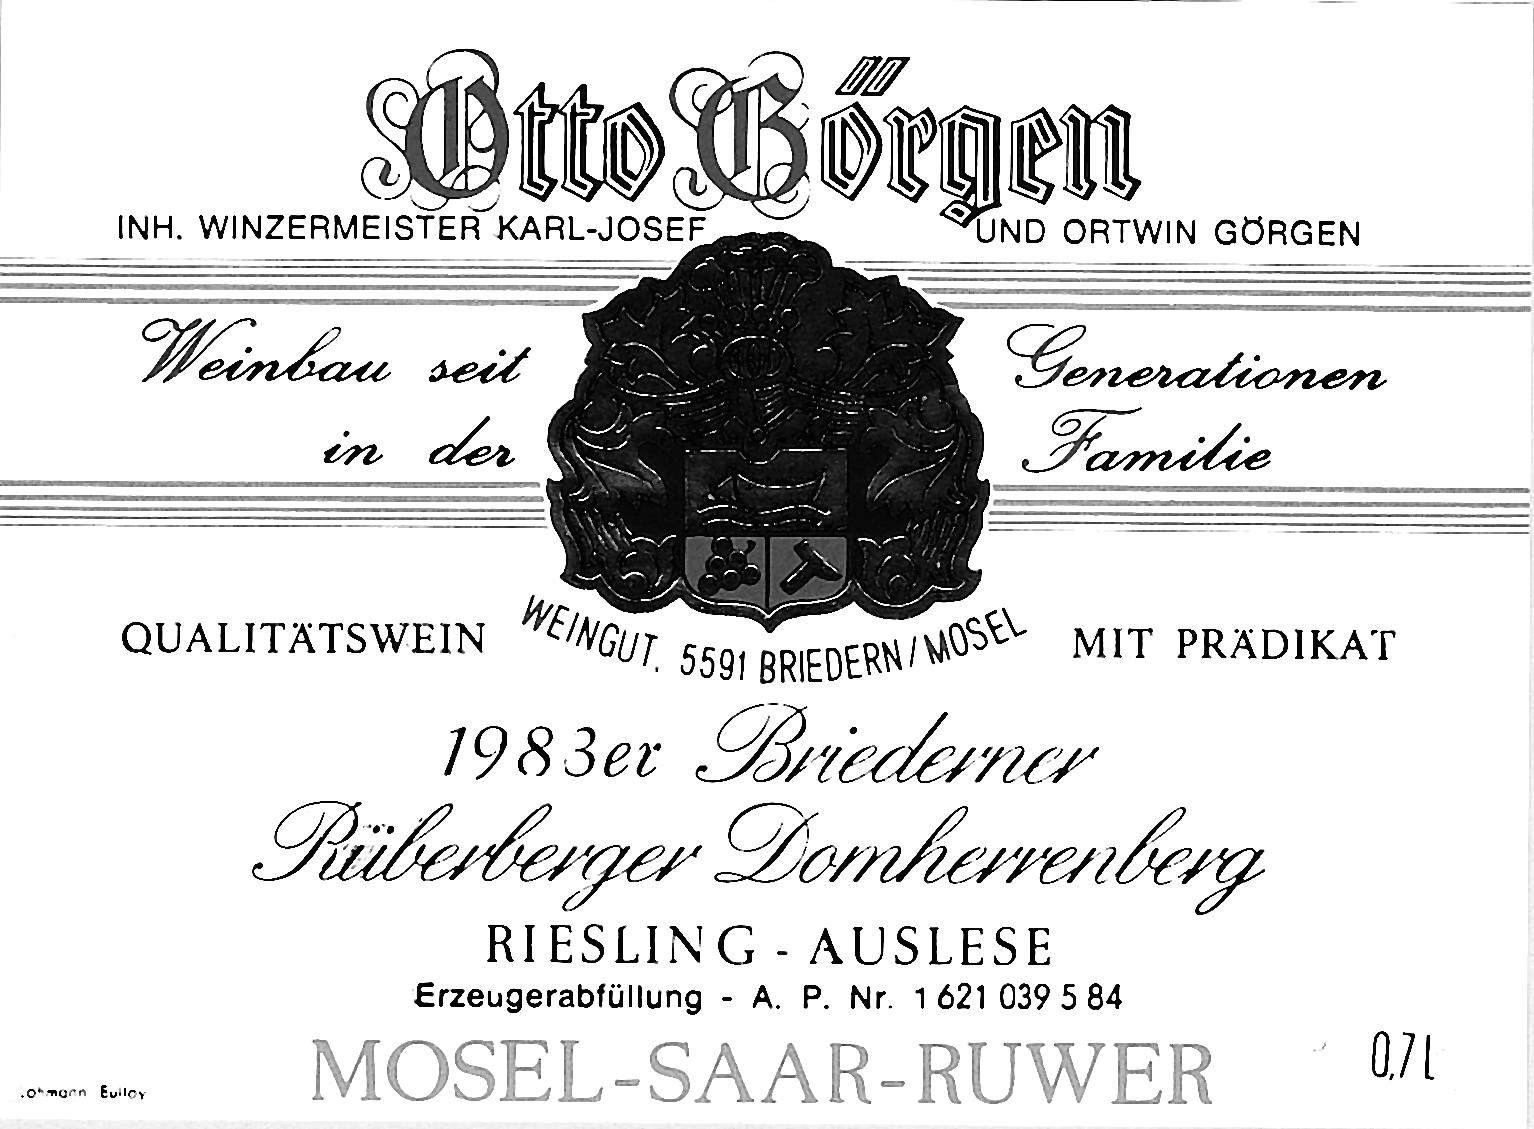 Otto Görgen
INH. WINZERMEISTER KARL-JOSEF UND ORTWIN GÖRGEN
Weinbau seit Generationen
in der Familie
QUALITÄTSWEIN MIT PRÄDIKAT
WEINGUT, 5591 BRIEDERN/MOSEL
1983er Briederner
Rüberberger Domherrenberg
RIESLING - AUSLESE
Erzeugerabfüllung - A. P. Nr. 1 621 039 5 84
MOSEL-SAAR-RUWER
0,7 l